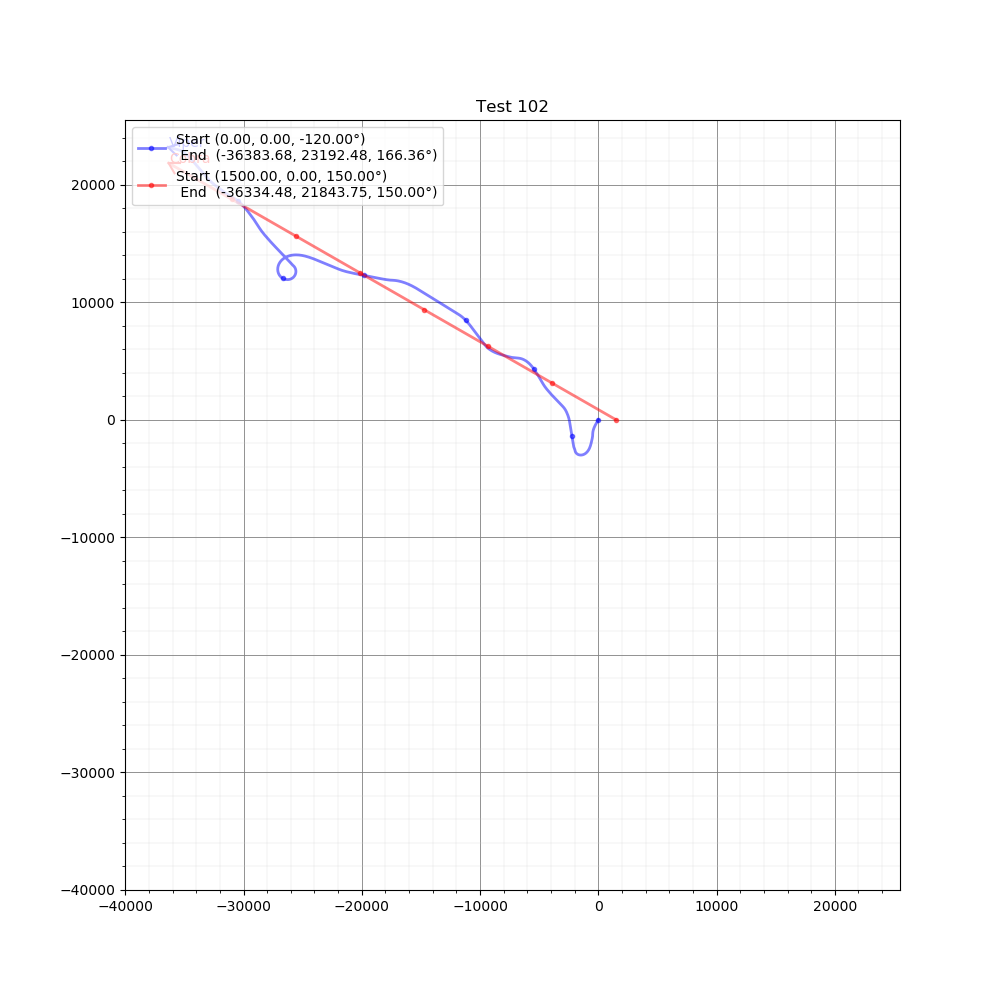 Test 102
Start (0.00, 0.00, -120.00°)
End (-36383.68, 23192.48, 166.36°)
Start (1500.00, 0.00, 150.00°)
End (-36334.48, 21843.75, 150.00°)
20000
10000
0
−10000
−20000
−30000
−40000
−40000 −30000 −20000 −10000 0 10000 20000